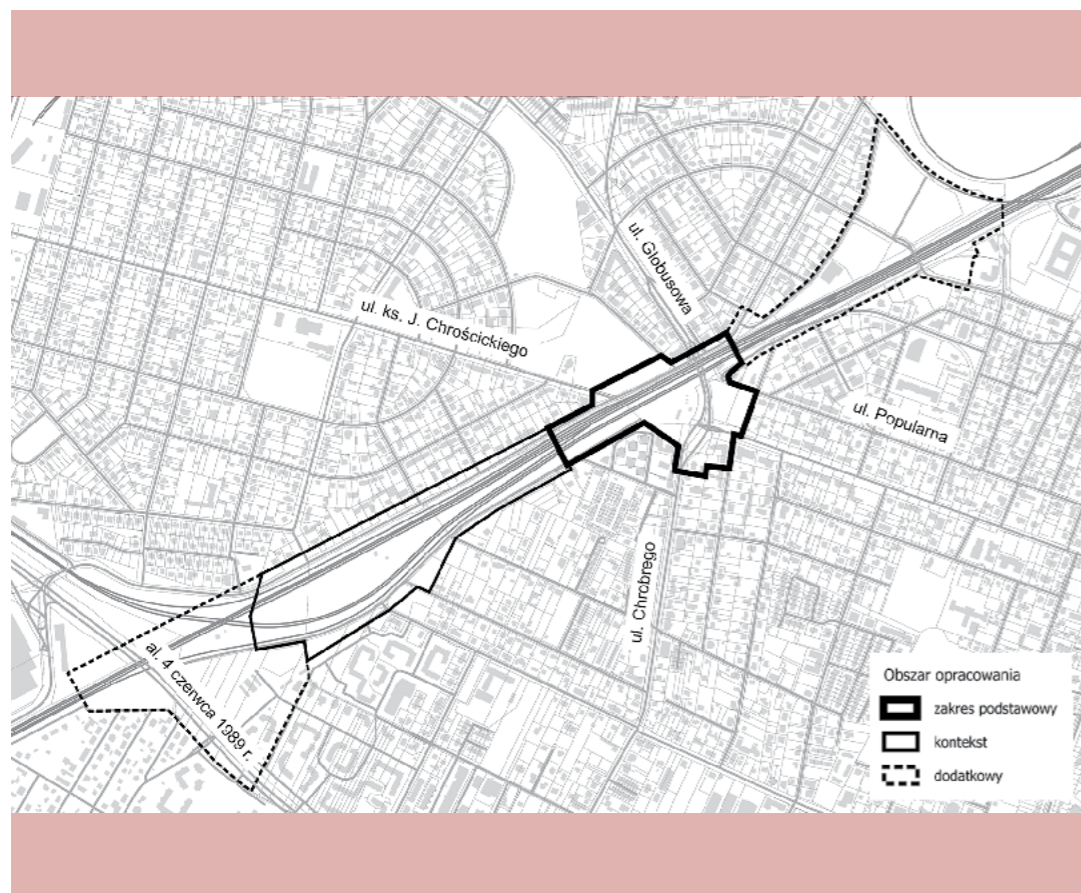 ul. Globusowa
ul. ks. J. Chrościckiego
ul. Popularna
ul. Chrobrego
al. 4 czerwca 1989 r.
Obszar opracowania
zakres podstawowy
kontekst
dodatkowy